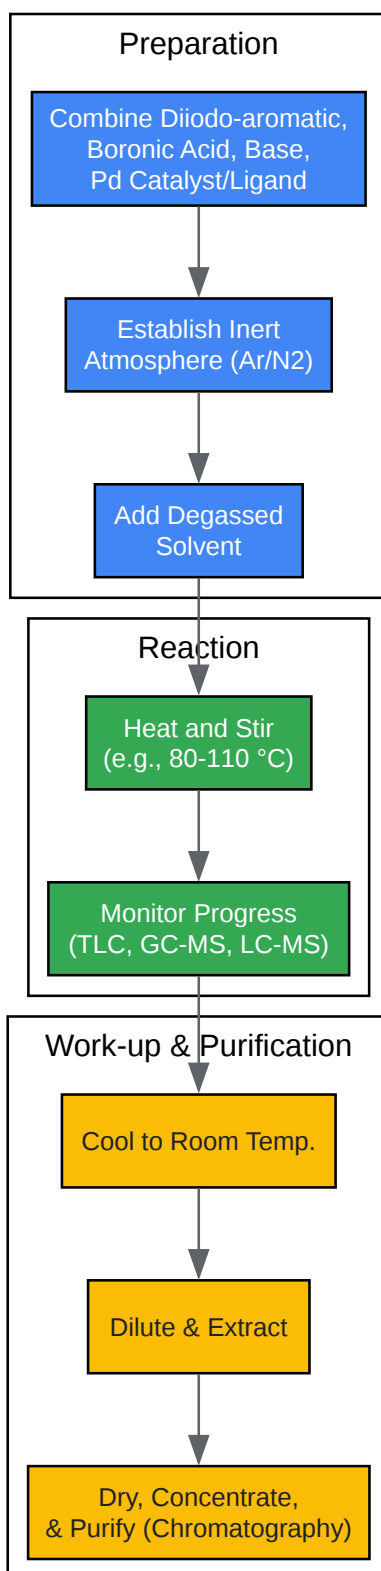 Preparation
Combine Diiodo-aromatic,
Boronic Acid, Base,
Pd Catalyst/Ligand
Establish Inert
Atmosphere (Ar/N2)
Add Degassed
Solvent
Reaction
Heat and Stir
(e.g., 80-110 °C)
Monitor Progress
(TLC, GC-MS, LC-MS)
Work-up & Purification
Cool to Room Temp.
Dilute & Extract
Dry, Concentrate,
& Purify (Chromatography)